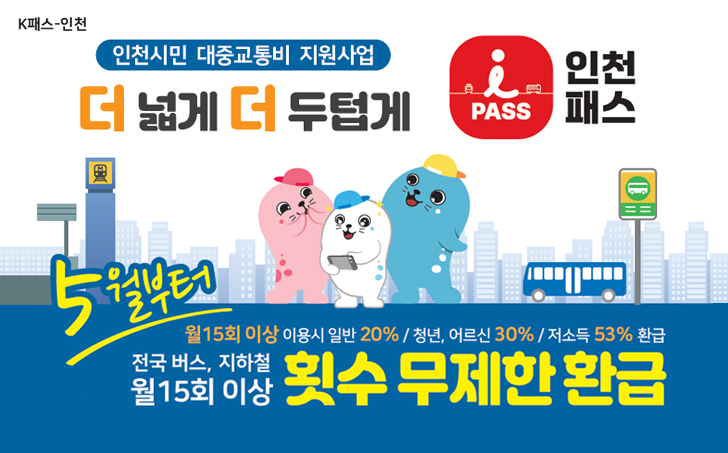 K패스-인천
인천시민 대중교통비 지원사업
더 넓게 더 두텁게
i
PASS
인천
패스
5월부터
월15회 이상 이용시 일반 20% / 청년, 어르신 30% / 저소득 53% 환급
전국 버스, 지하철
월15회 이상
횟수 무제한 환급